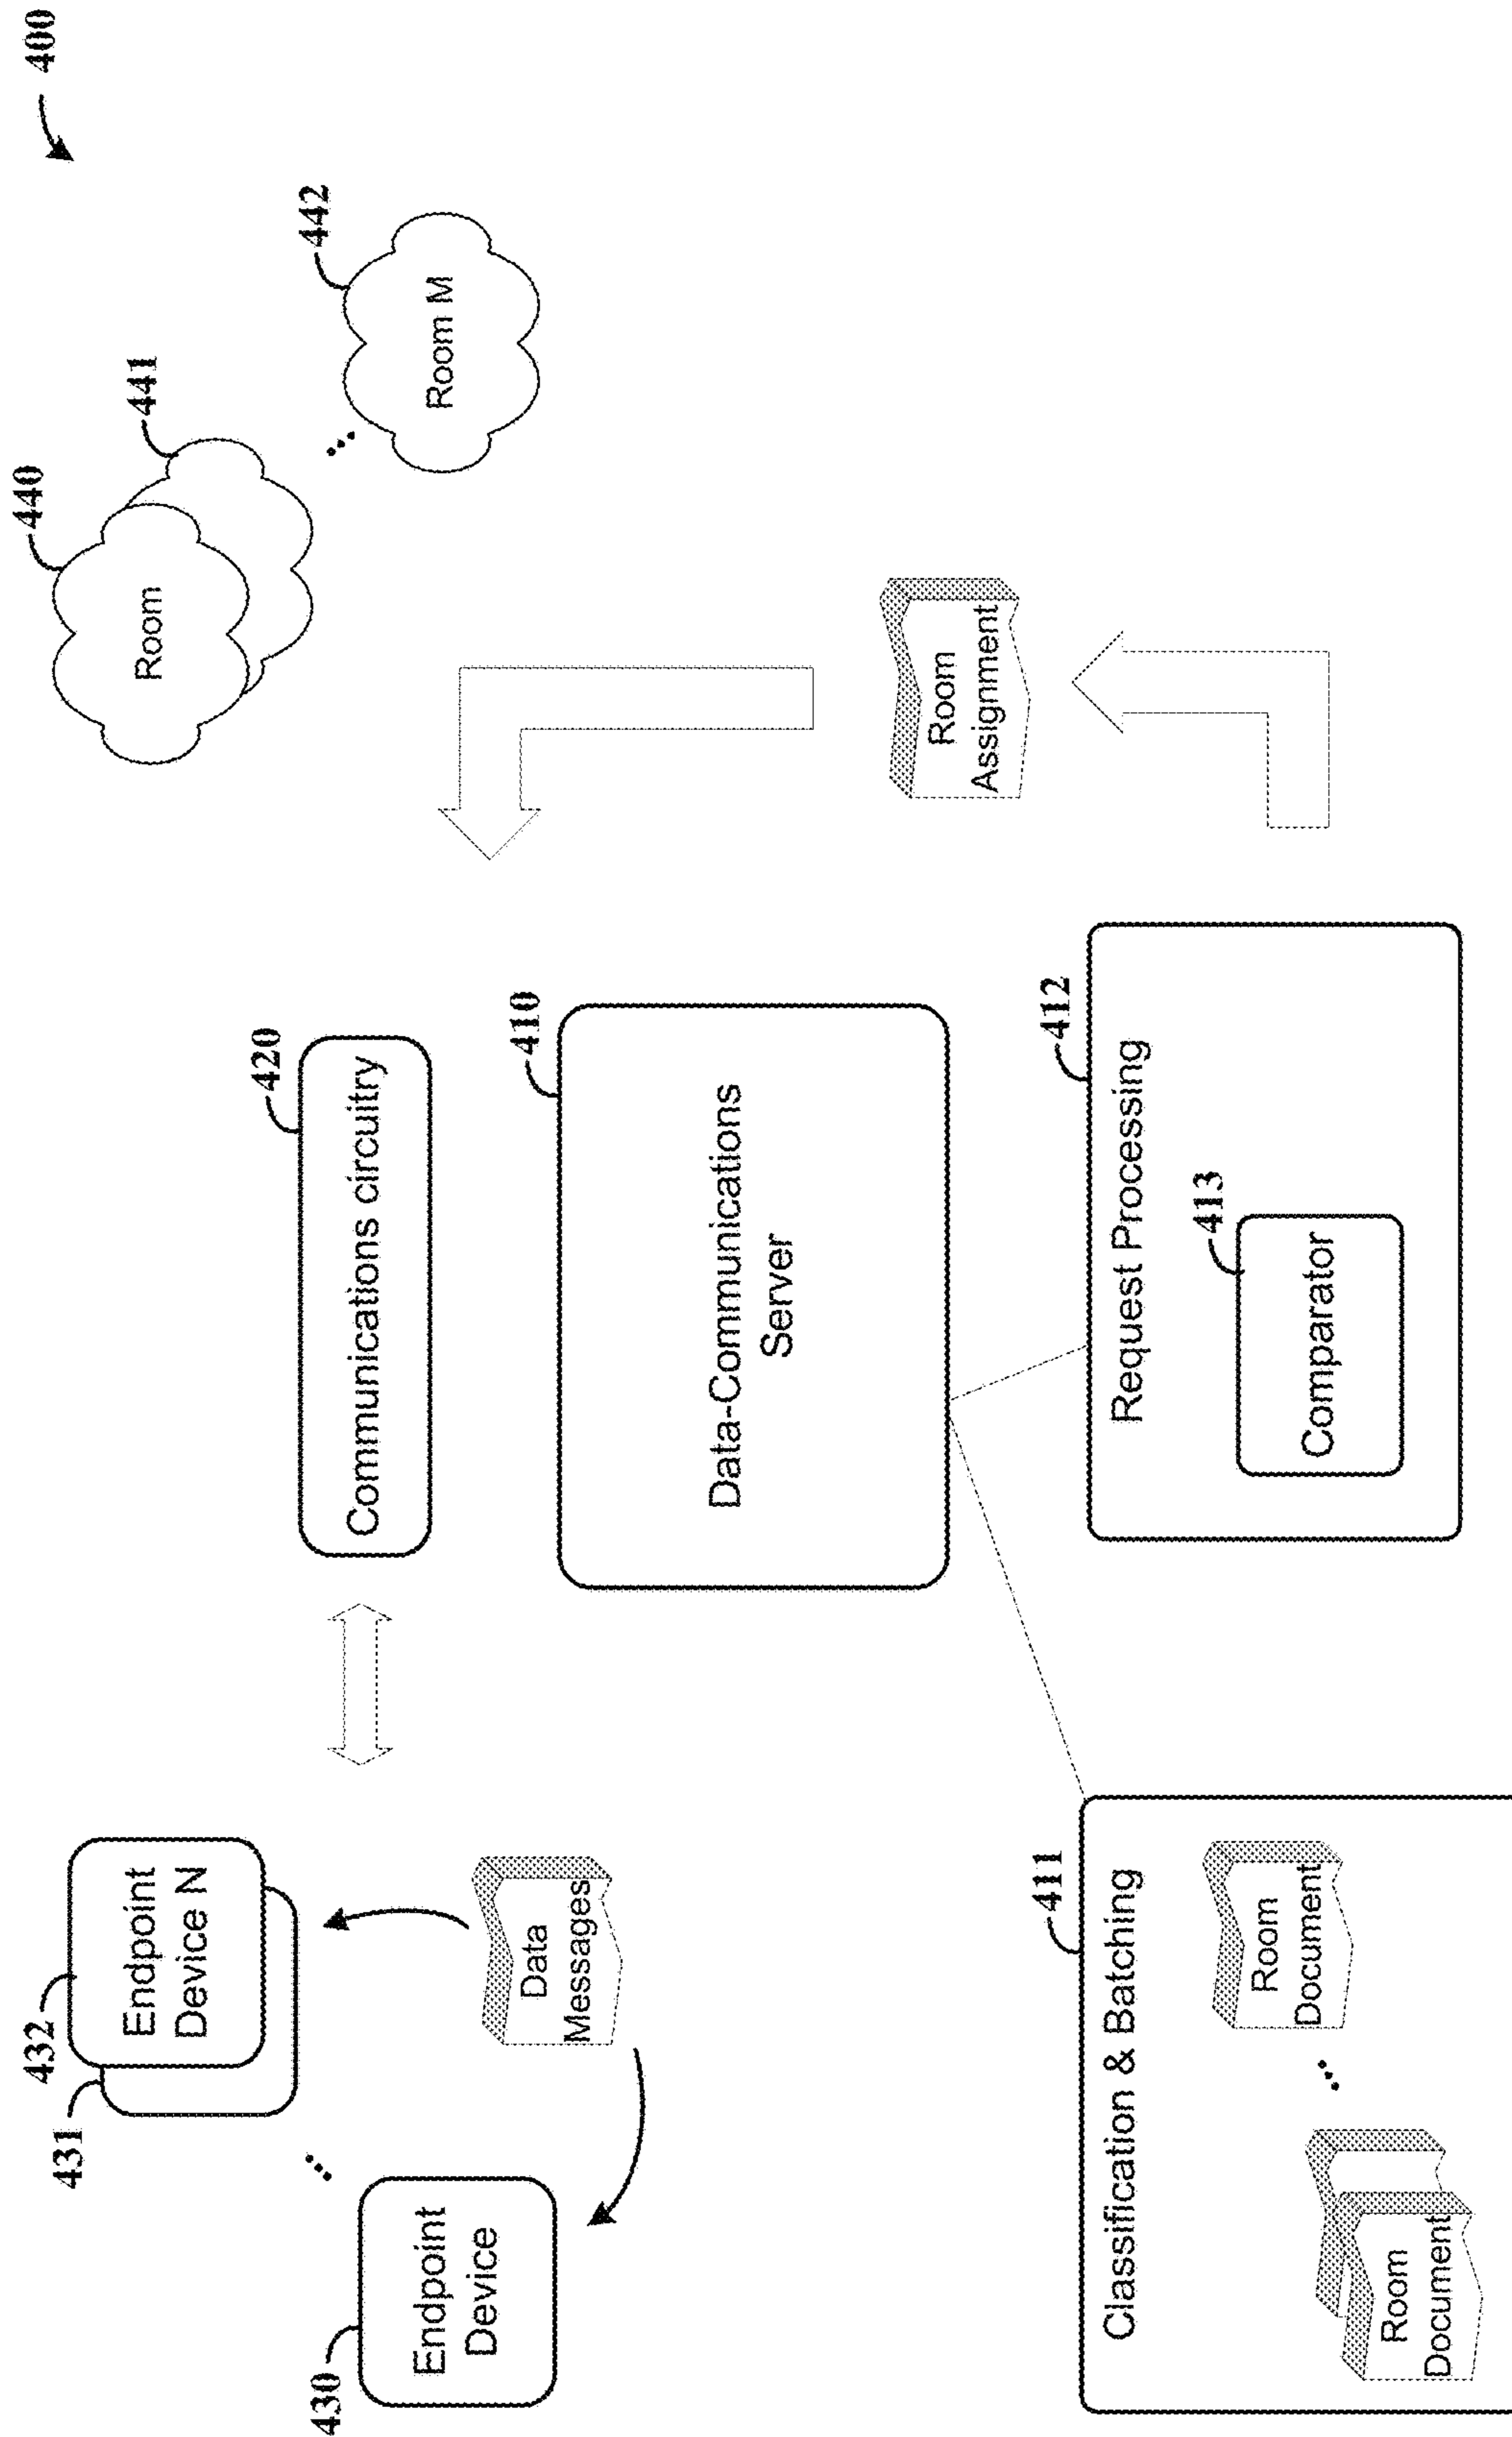 400
432
431
Endpoint
Device N
430
Endpoint
Device
Data
Messages
420
Communications circuitry
440
441
Room
442
Room M
410
Data-Communications
Server
Room
Assignment
411
Classification & Batching
Room
Document
Room
Document
412
Request Processing
413
Comparator